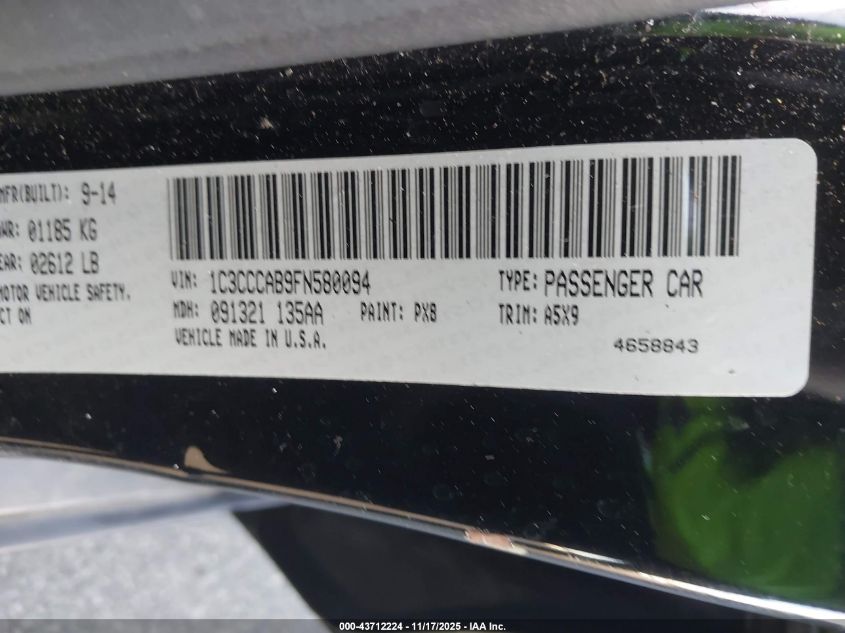 MFR(BUILT): 9-14
WR: 01185 KG
EAR: 02612 LB
MOTOR VEHICLE SAFETY.
CT ON
VIN: 1C3CCCAB9FN580094
TYPE: PASSENGER CAR
MDH: 091321 135AA
PAINT: PX8
TRIM: A5X9
VEHICLE MADE IN U.S.A.
4658843
000-43712224 - 11/17/2025 - IAA Inc.